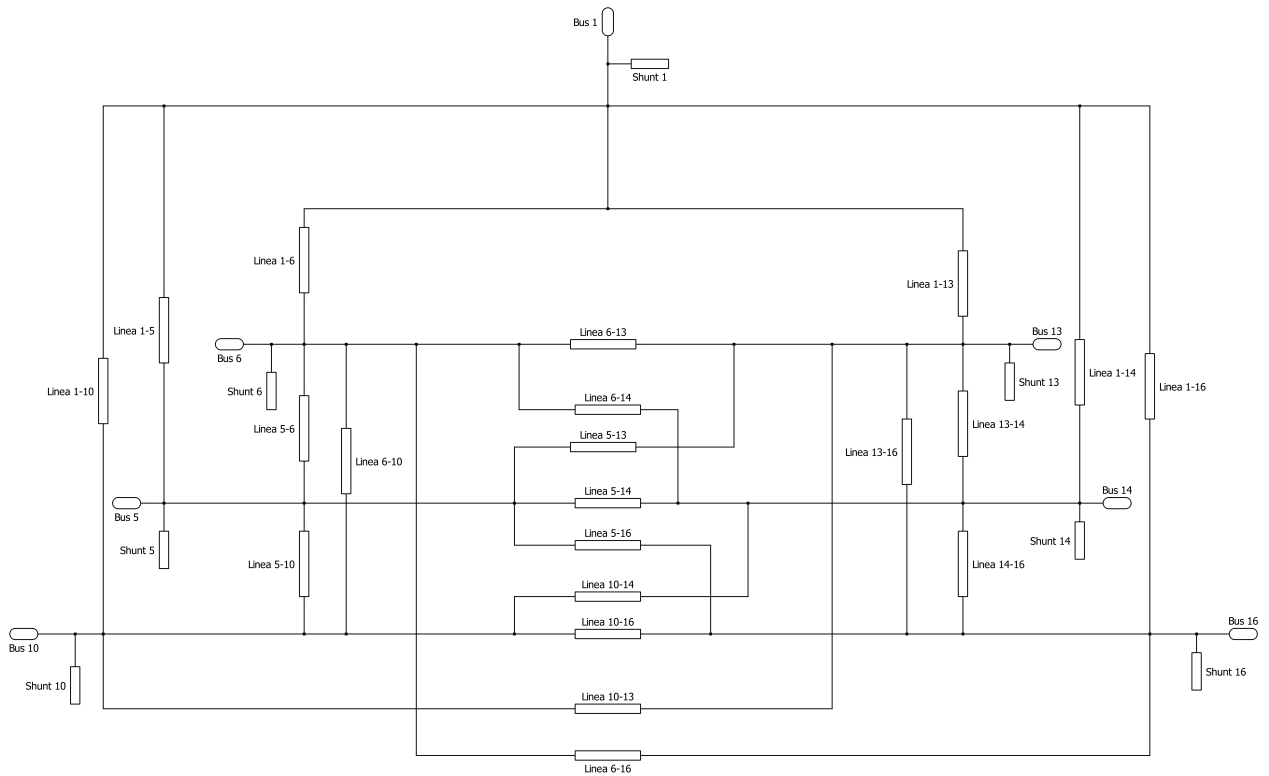 Bus 1
Shunt 1
Linea 1-6
Linea 1-13
Linea 1-5
Linea 6-13
Bus 13
Bus 6
Linea 1-14
Linea 1-10
Linea 1-16
Shunt 6
Shunt 13
Linea 6-14
Linea 5-6
Linea 5-13
Linea 13-14
Linea 6-10
Linea 13-16
Linea 5-14
Bus 14
Bus 5
Linea 5-16
Shunt 5
Shunt 14
Linea 5-10
Linea 14-16
Linea 10-14
Linea 10-16
Bus 16
Bus 10
Shunt 10
Shunt 16
Linea 10-13
Linea 6-16